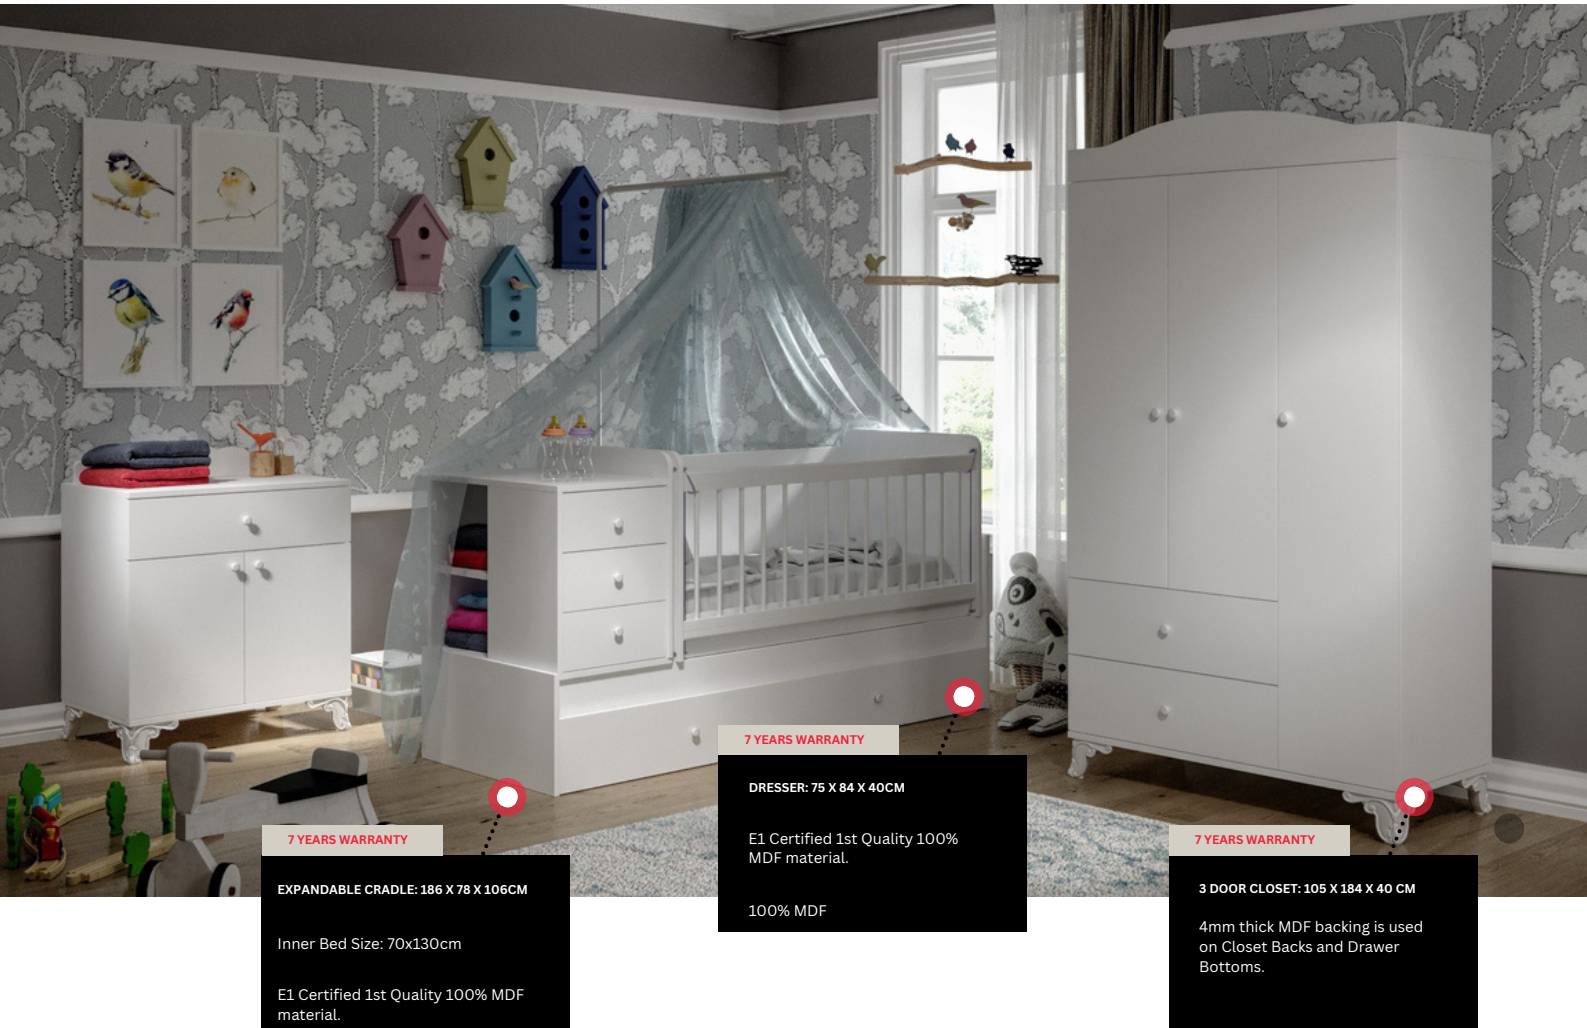 7 YEARS WARRANTY
EXPANDABLE CRADLE: 186 X 78 X 106CM
Inner Bed Size: 70x130cm
E1 Certified 1st Quality 100% MDF
material.
7 YEARS WARRANTY
DRESSER: 75 X 84 X 40CM
E1 Certified 1st Quality 100%
MDF material.
100% MDF
7 YEARS WARRANTY
3 DOOR CLOSET: 105 X 184 X 40 CM
4mm thick MDF backing is used
on Closet Backs and Drawer
Bottoms.